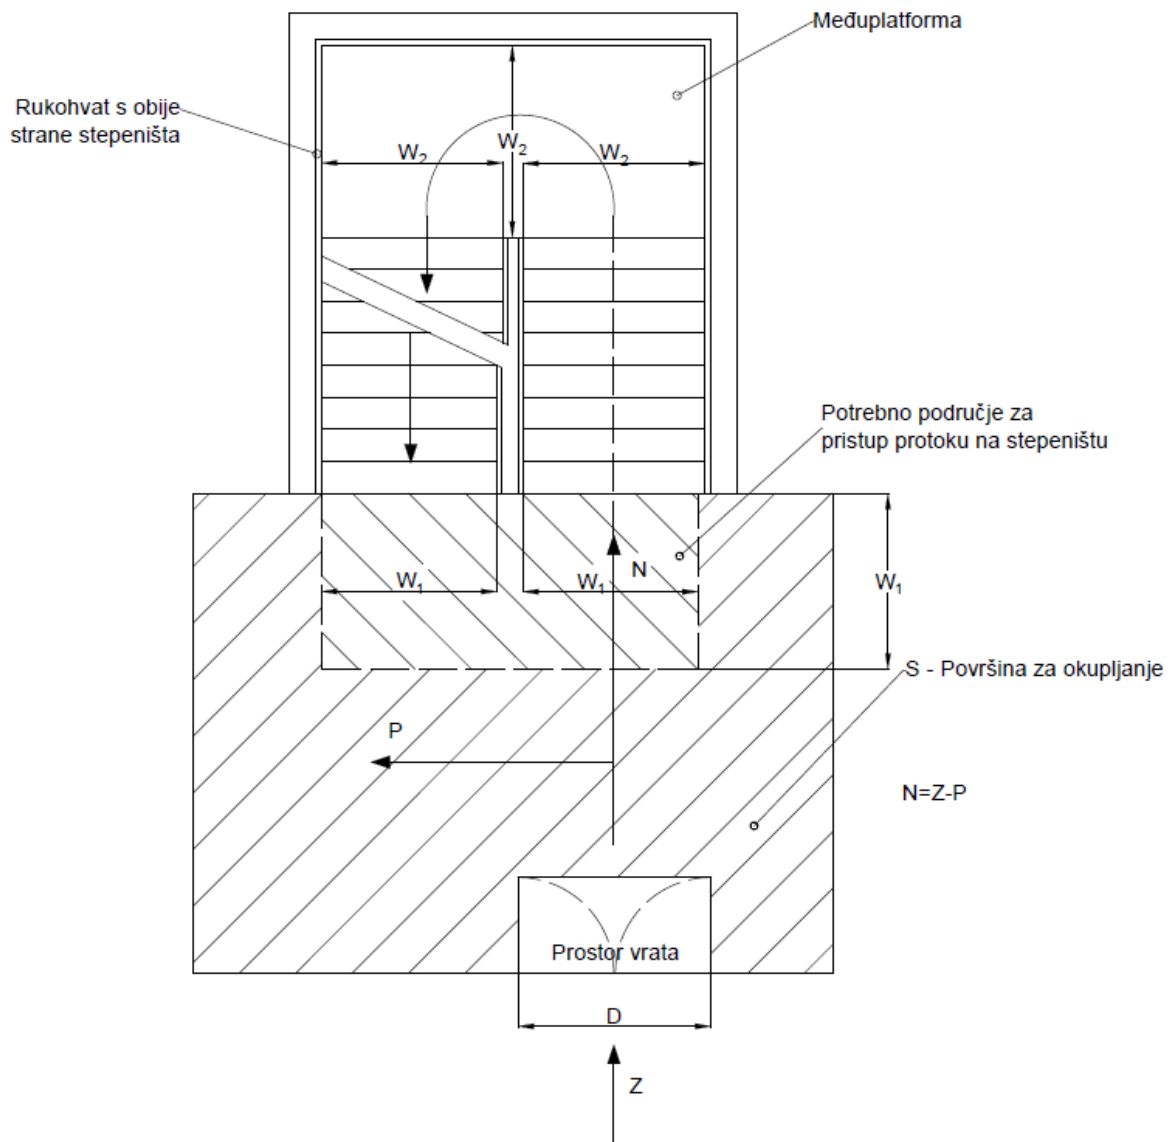 Međuplatforma
Rukohvat s obije
strane stepeništa
W2
W2
W2
Potrebno područje za
pristup protoku na stepeništu
N
W1
W1
W1
S - Površina za okupljanje
P
N=Z-P
Prostor vrata
D
Z